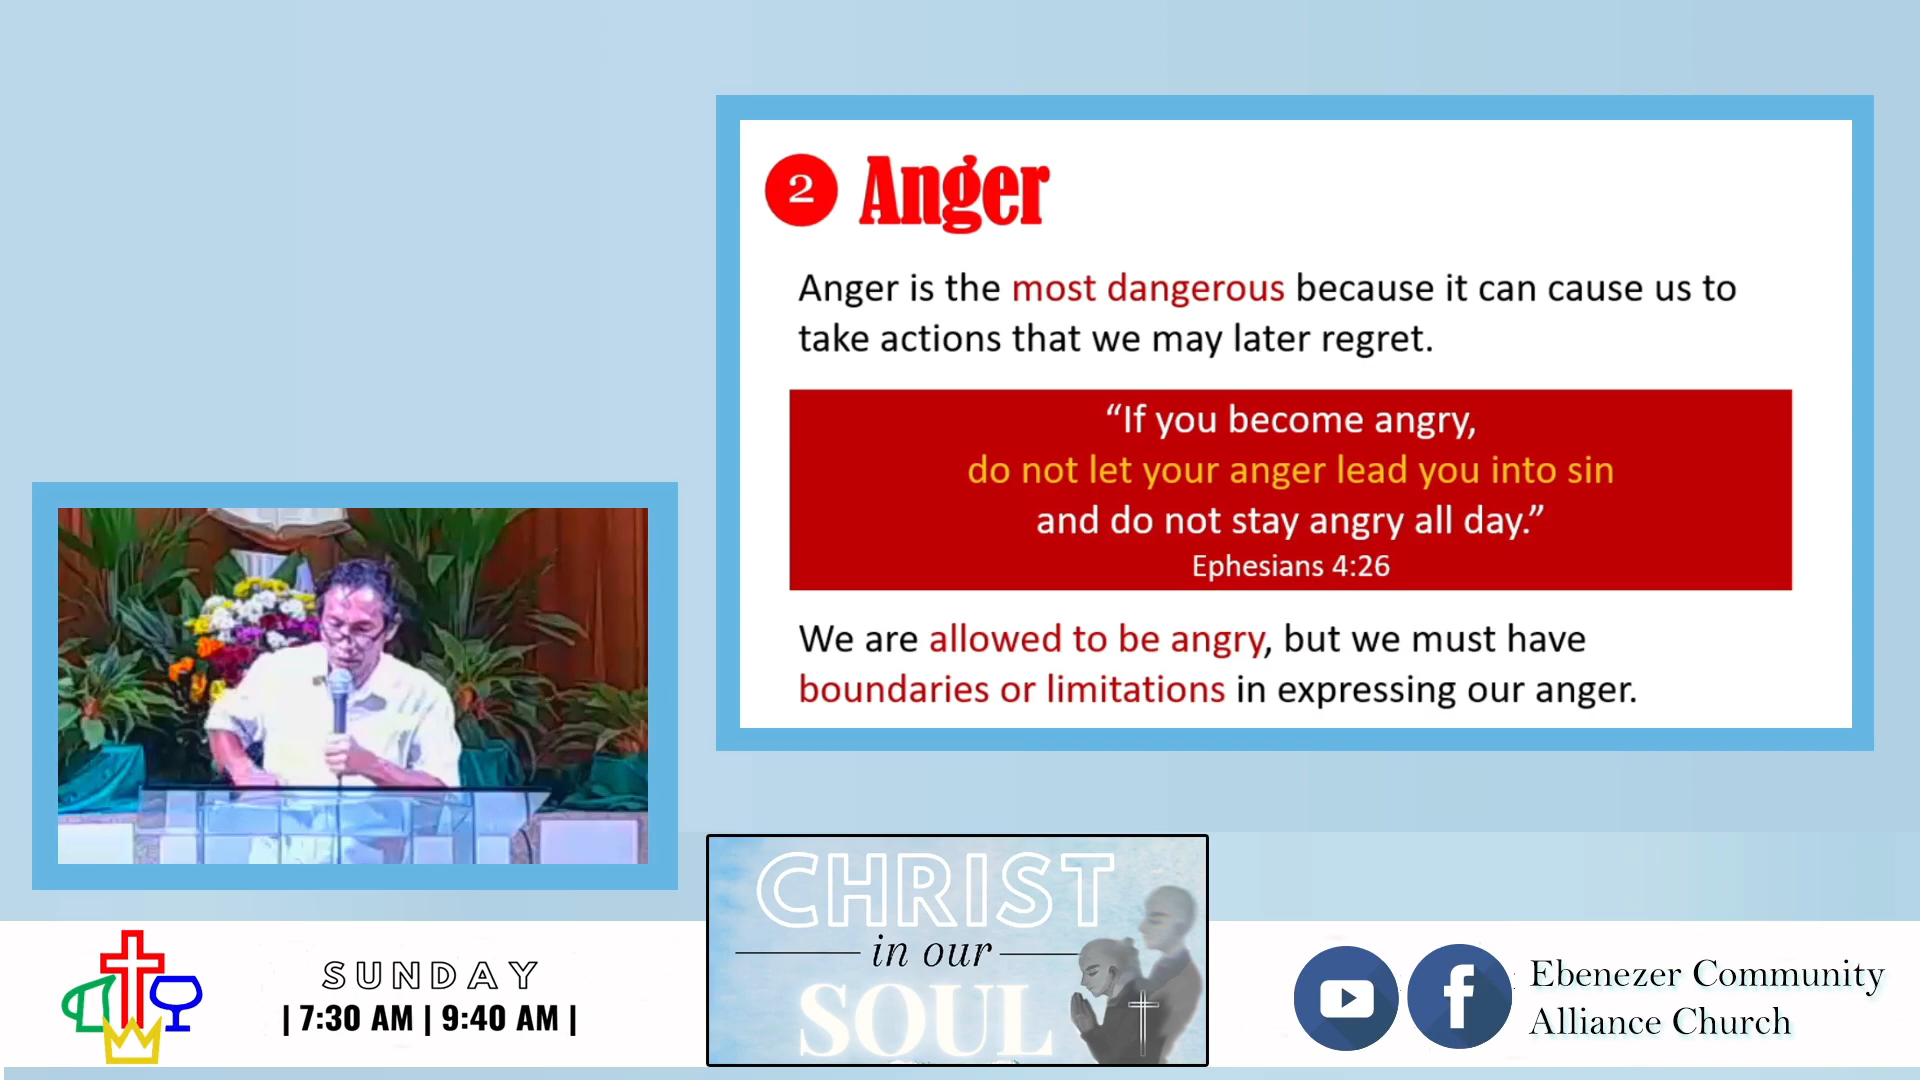 2 Anger
Anger is the most dangerous because it can cause us to
take actions that we may later regret.
“If you become angry,
do not let your anger lead you into sin
and do not stay angry all day.”
Ephesians 4:26
We are allowed to be angry, but we must have
boundaries or limitations in expressing our anger.
SUNDAY
| 7:30 AM | 9:40 AM |
CHRIST
in our
SOUL
Ebenezer Community
Alliance Church